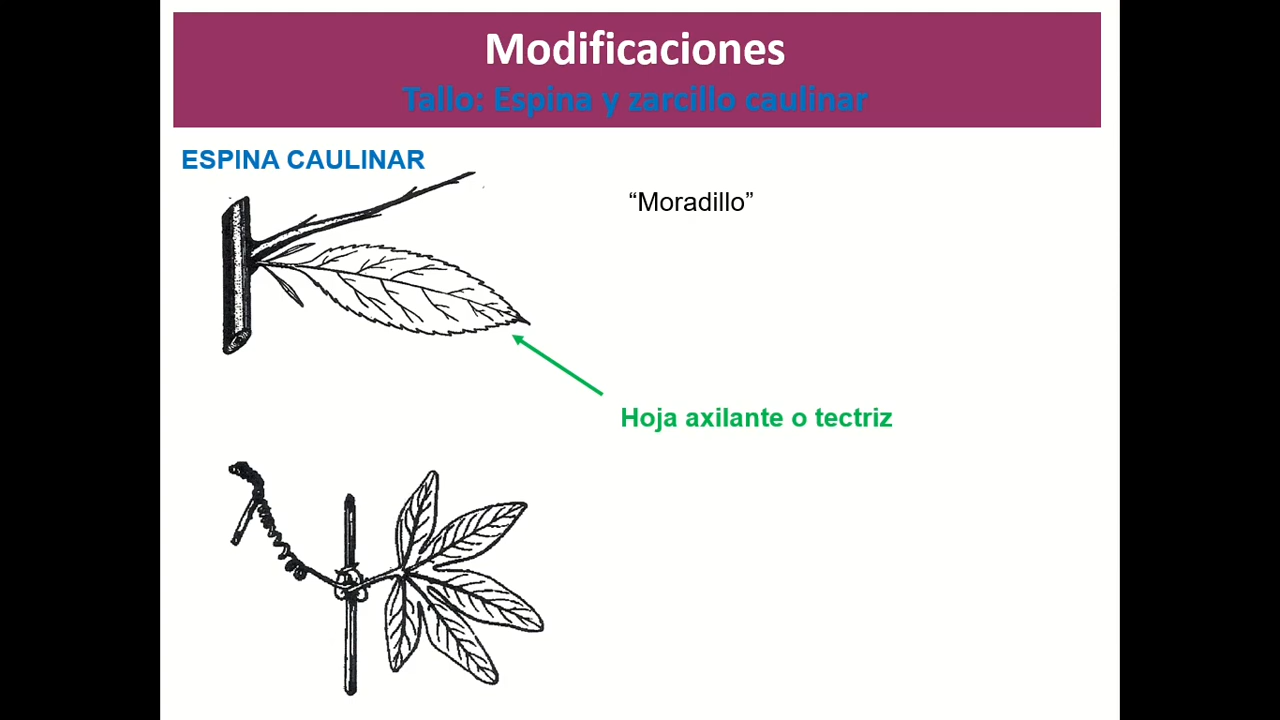 Modificaciones
Tallo: Espina y zarcillo caulinar
ESPINA CAULINAR
“Moradillo”
Hoja axilante o tectriz